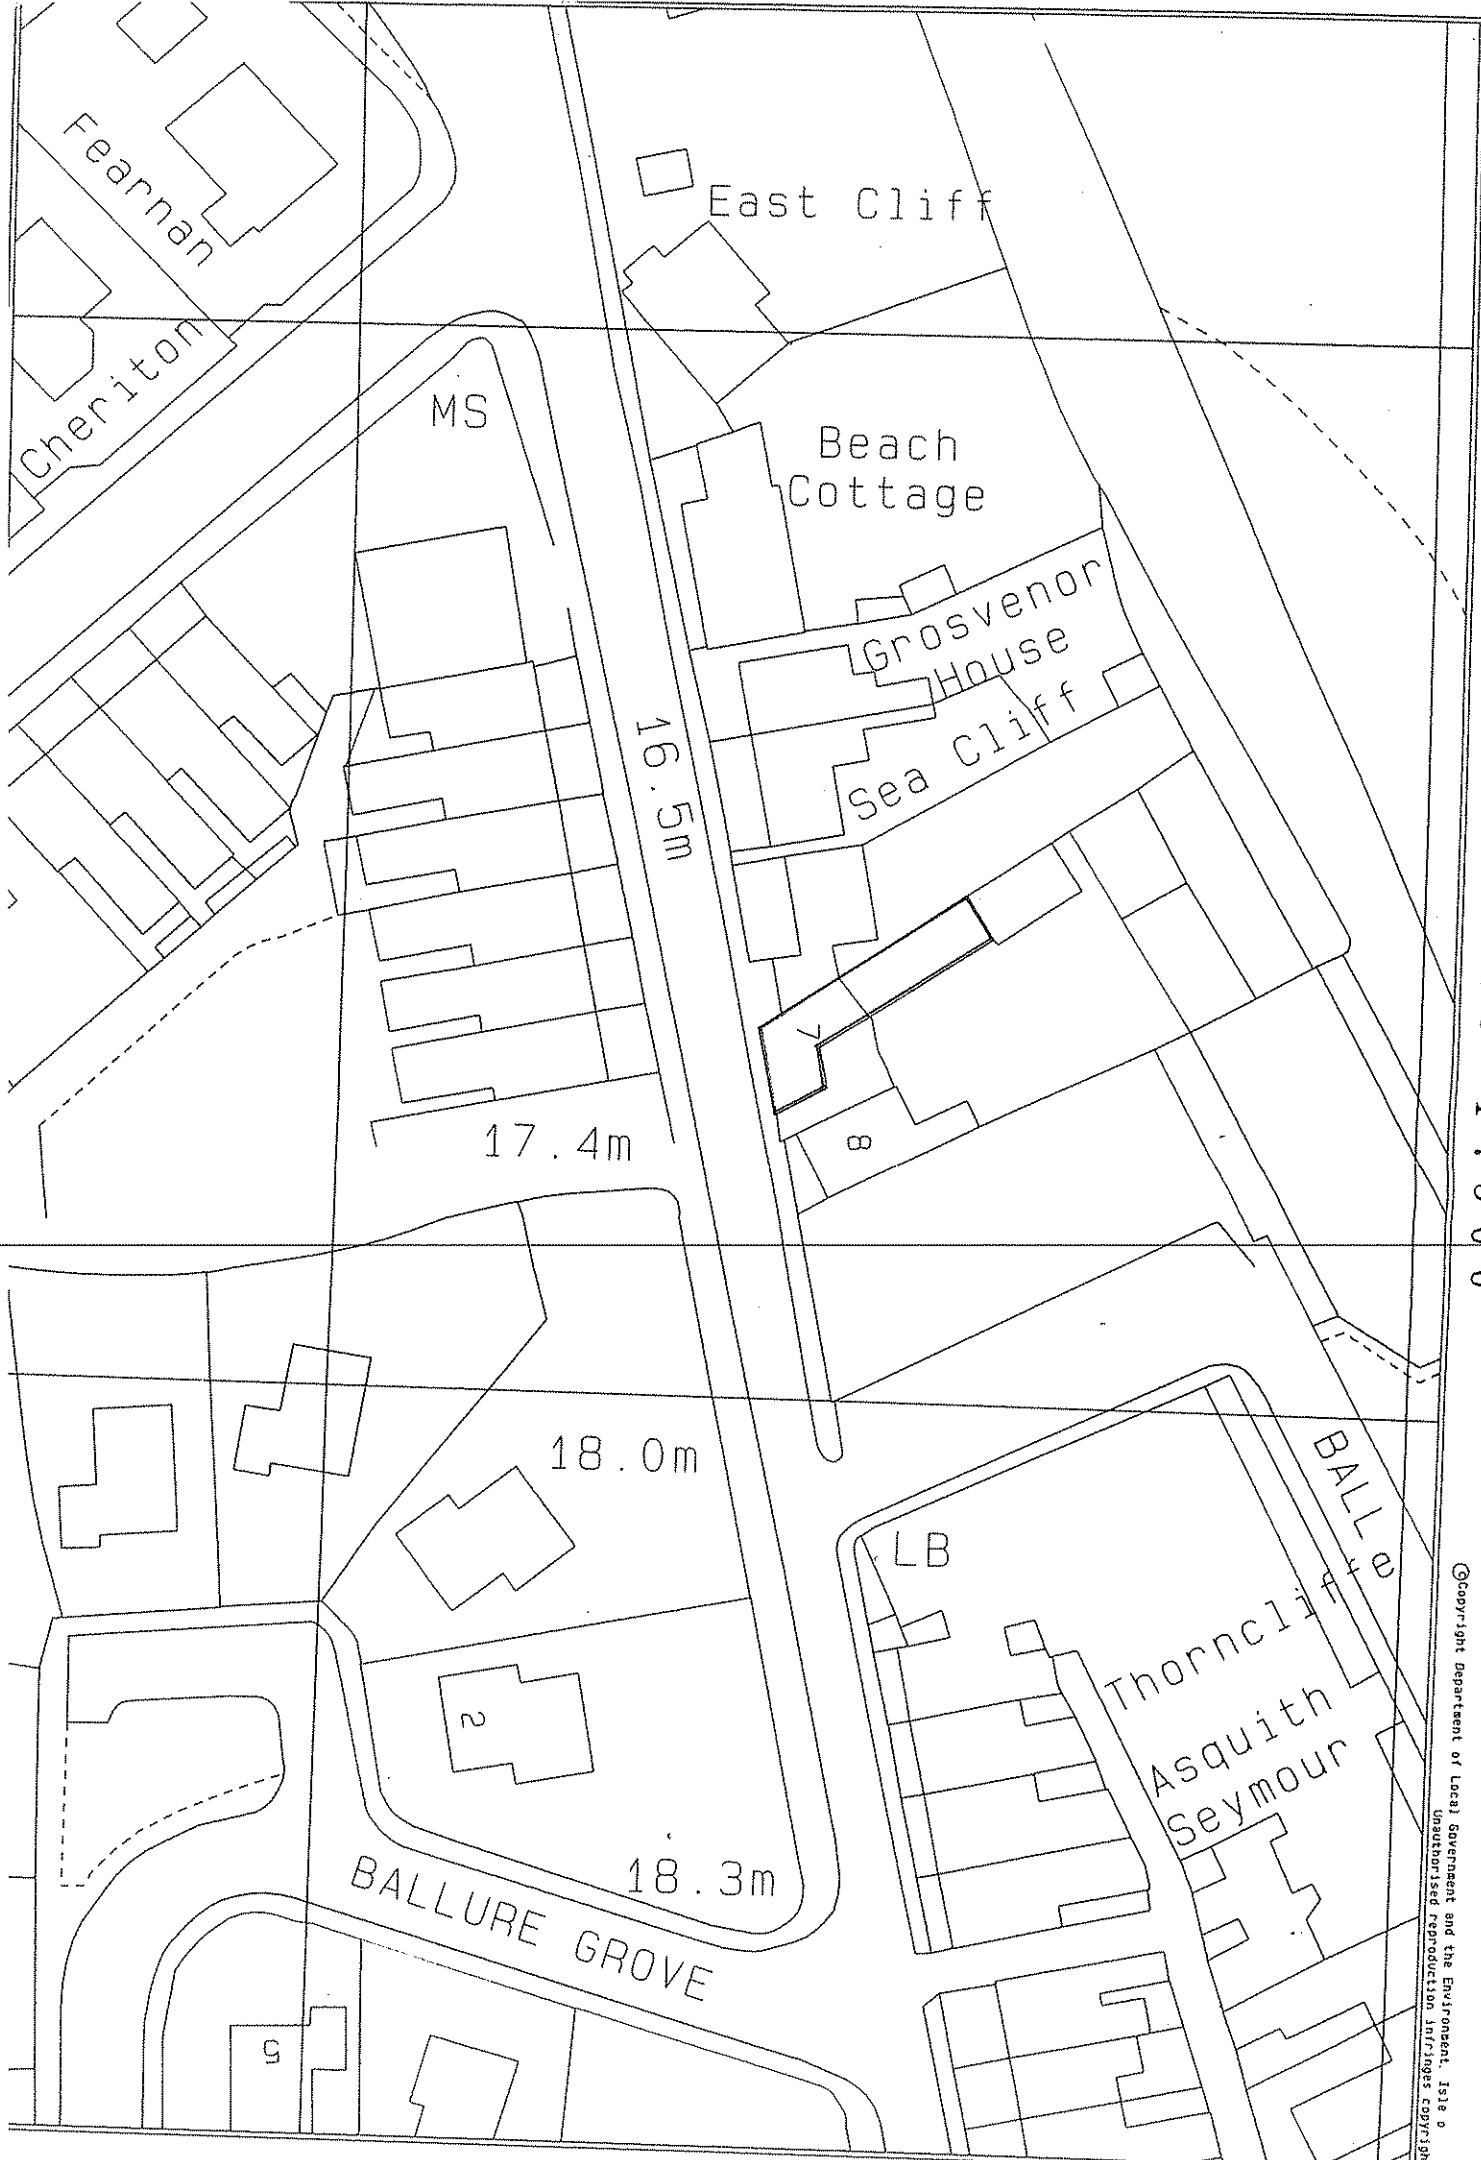 Fearnan
East Cliff
Cheriton
MS
Beach
Cottage
Grosvenor
House
Sea Cliff
16.5m
17.4m
8
18.0m
LB
BALL
Thorncliffe
2
Asquith
Seymour
18.3m
BALLURE GROVE
5
©Copyright Department of Local Government and the Environment, Isle o
Unauthorised reproduction infringes copyrigh